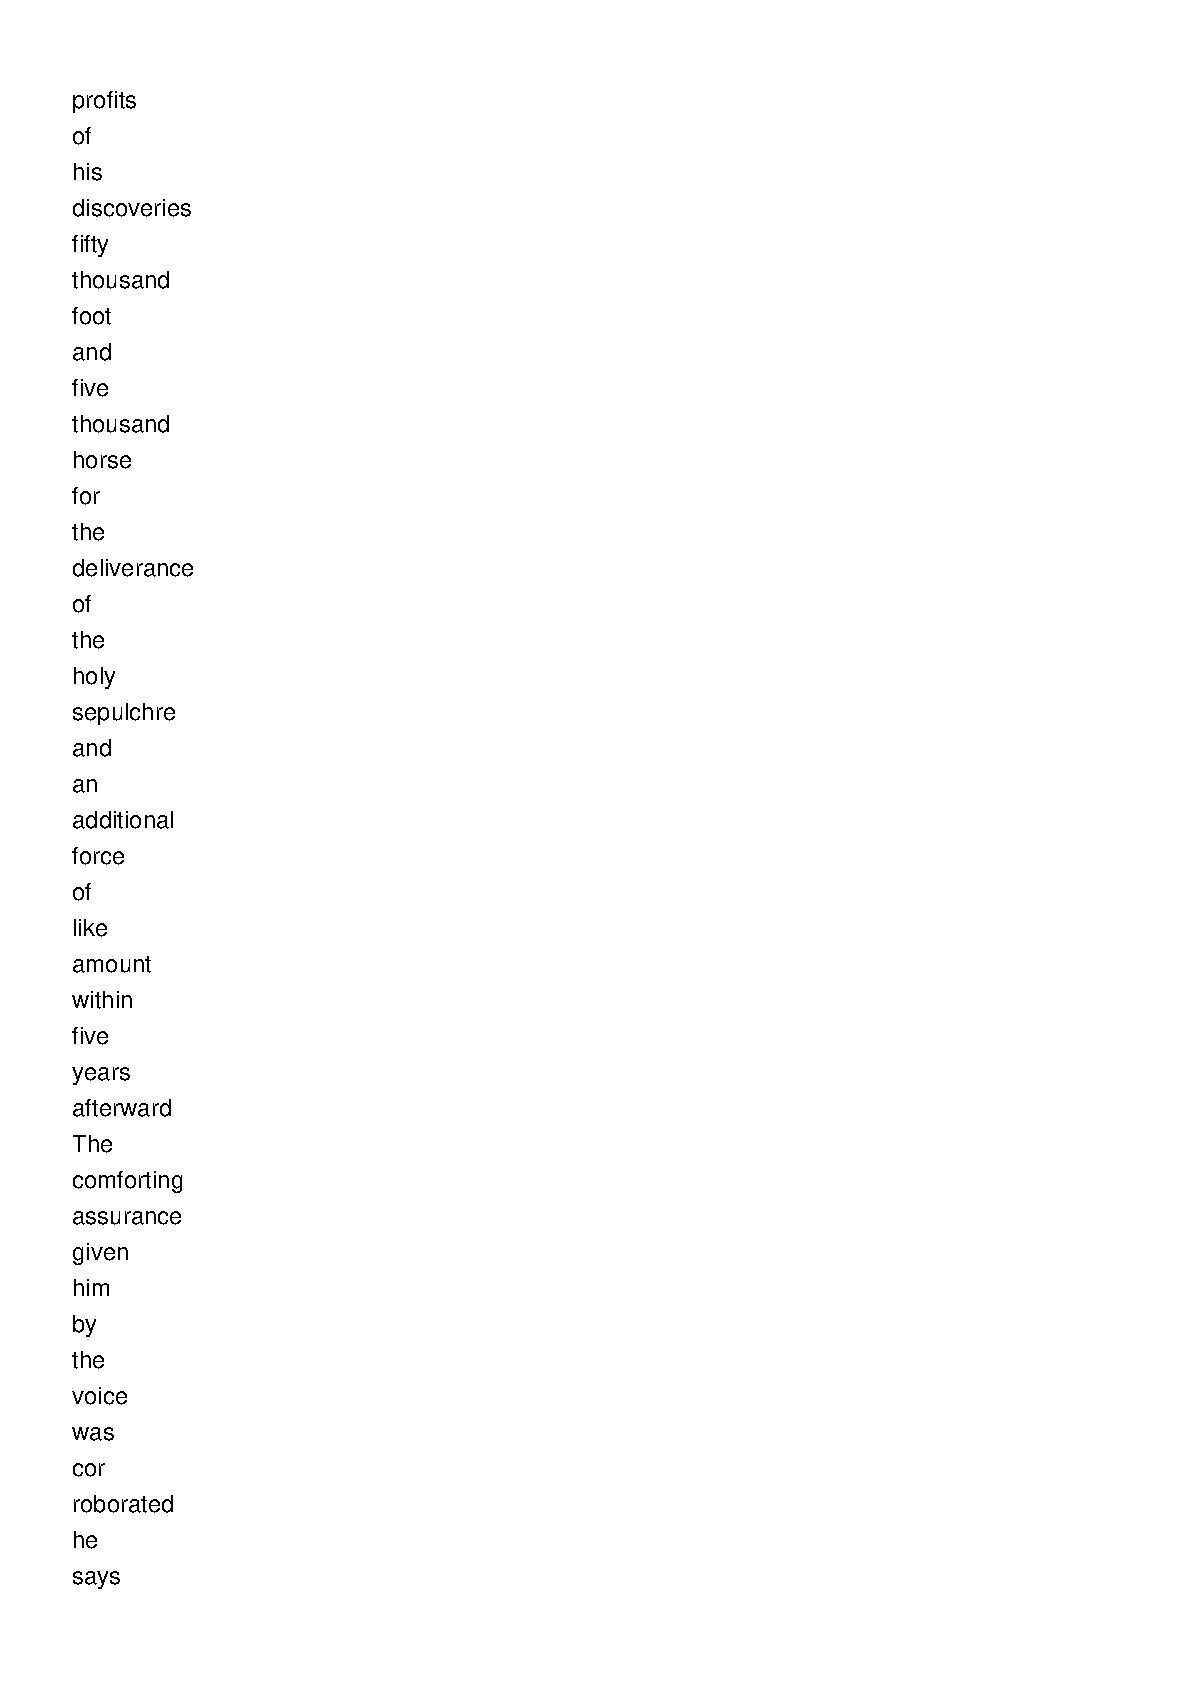 profits
of
his
discoveries
fifty
thousand
foot
and
five
thousand
horse
for
the
deliverance
of
the
holy
sepulchre
and
an
additional
force
of
like
amount
within
five
years
afterward
The
comforting
assurance
given
him
by
the
voice
was
cor
roborated
he
says